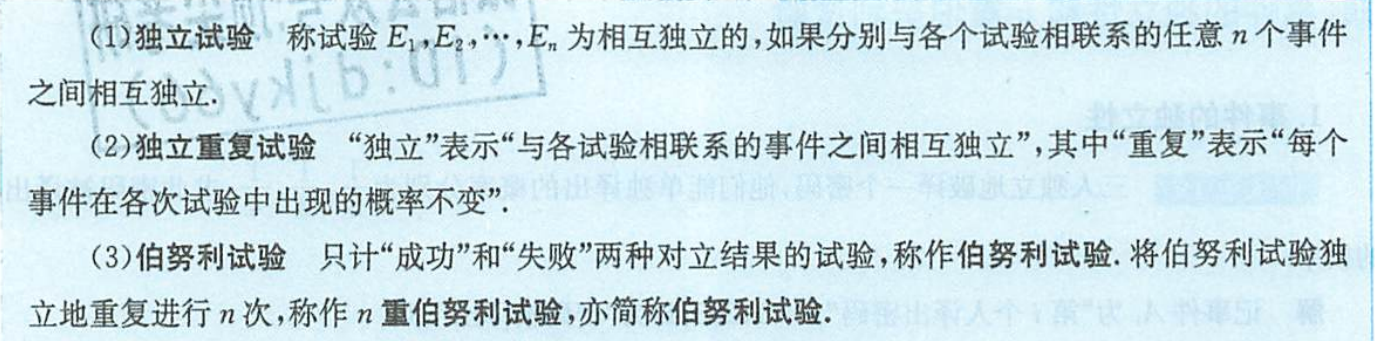 (1)独立试验 称试验 E₁,E₂,⋯,Eₙ 为相互独立的,如果分别与各个试验相联系的任意 n 个事件
之间相互独立.
(2)独立重复试验 “独立”表示“与各试验相联系的事件之间相互独立”,其中“重复”表示“每个
事件在各次试验中出现的概率不变”.
(3)伯努利试验 只计“成功”和“失败”两种对立结果的试验,称作伯努利试验. 将伯努利试验独
立地重复进行 n 次,称作 n 重伯努利试验,亦简称伯努利试验.